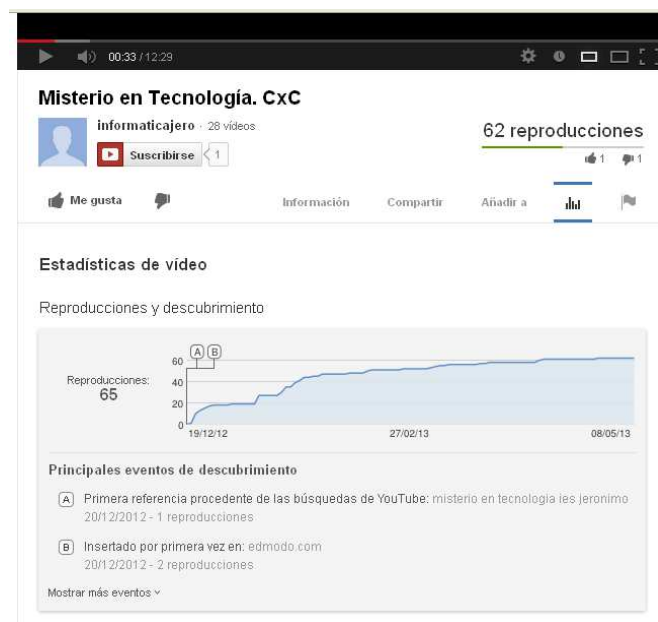 00:33 / 12:29
Misterio en Tecnología. CxC
informaticajero · 28 vídeos
62 reproducciones
Suscribirse 1
1 1
Me gusta Información Compartir Añadir a
Estadísticas de vídeo
Reproducciones y descubrimiento
A B
Reproducciones:
65
60
40
20
0
19/12/12 27/02/13 08/05/13
Principales eventos de descubrimiento
A Primera referencia procedente de las búsquedas de YouTube: misterio en tecnologia ies jeronimo
20/12/2012 - 1 reproducciones
B Insertado por primera vez en: edmodo.com
20/12/2012 - 2 reproducciones
Mostrar más eventos